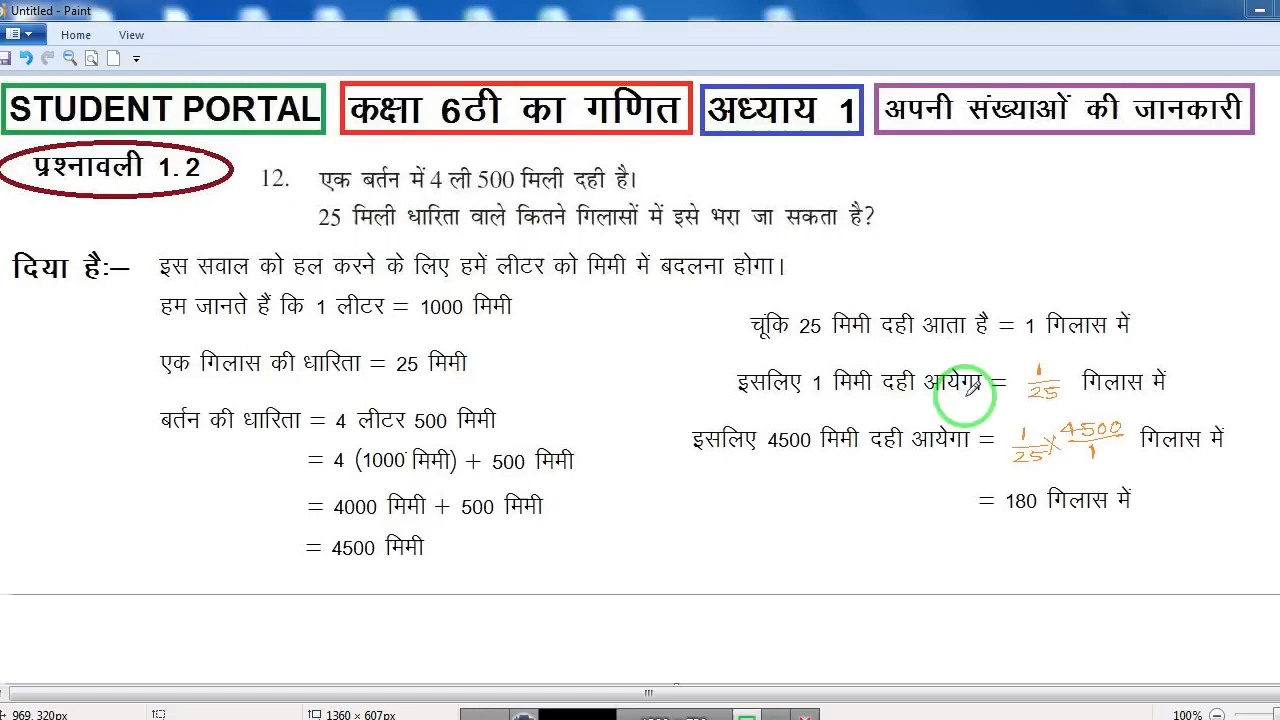 Untitled - Paint
Home View
STUDENT PORTAL कक्षा 6ठी का गणित अध्याय 1 अपनी संख्याओं की जानकारी
प्रश्नावली 1.2
12. एक बर्तन में 4 ली 500 मिली दही है।
25 मिली धारिता वाले कितने गिलासों में इसे भरा जा सकता है?
दिया है:– इस सवाल को हल करने के लिए हमें लीटर को मिमी में बदलना होगा।
हम जानते हैं कि 1 लीटर = 1000 मिमी
एक गिलास की धारिता = 25 मिमी
बर्तन की धारिता = 4 लीटर 500 मिमी
= 4 (1000 मिमी) + 500 मिमी
= 4000 मिमी + 500 मिमी
= 4500 मिमी
चूंकि 25 मिमी दही आता है = 1 गिलास में
इसलिए 1 मिमी दही आयेगा = 1/25 गिलास में
इसलिए 4500 मिमी दही आयेगा = 1/25 × 4500/1 गिलास में
= 180 गिलास में
969, 320px 1360 × 607px 100%